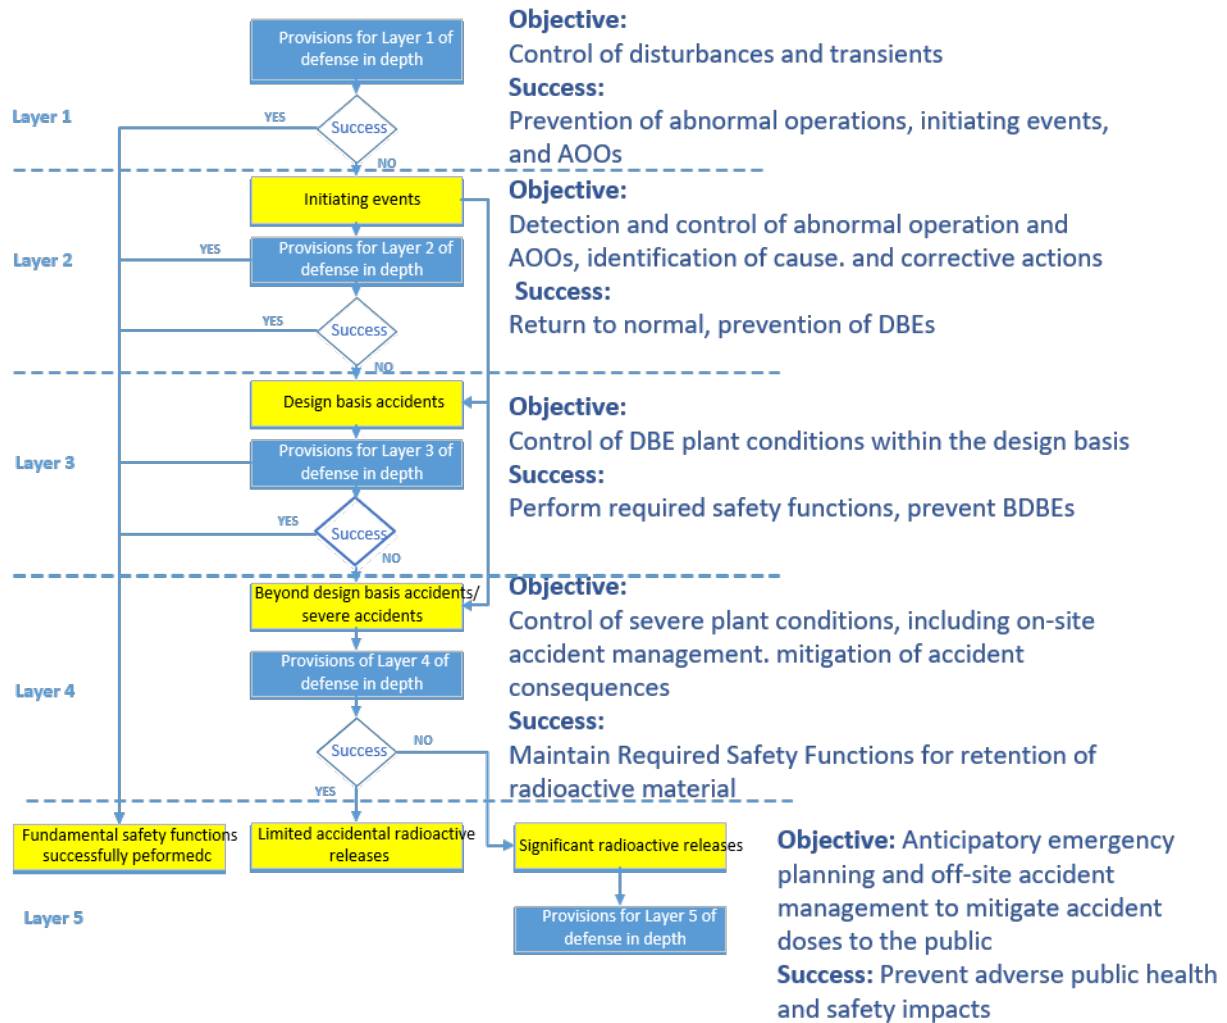 Provisions for Layer 1 of
defense in depth
Objective:
Control of disturbances and transients
Success:
Prevention of abnormal operations, initiating events,
and AOOs
Layer 1
YES
Success
NO
Initiating events
Objective:
Detection and control of abnormal operation and
AOOs, identification of cause. and corrective actions
Success:
Return to normal, prevention of DBEs
Layer 2
YES
Provisions for Layer 2 of
defense in depth
YES
Success
NO
Design basis accidents
Objective:
Control of DBE plant conditions within the design basis
Success:
Perform required safety functions, prevent BDBEs
Layer 3
Provisions for Layer 3 of
defense in depth
YES
Success
NO
Beyond design basis accidents/
severe accidents
Objective:
Control of severe plant conditions, including on-site
accident management. mitigation of accident
consequences
Success:
Maintain Required Safety Functions for retention of
radioactive material
Layer 4
Provisions of Layer 4 of
defense in depth
Success
NO
YES
Fundamental safety functions
successfully peformedc
Limited accidental radioactive
releases
Significant radioactive releases
Objective: Anticipatory emergency
planning and off-site accident
management to mitigate accident
doses to the public
Success: Prevent adverse public health
and safety impacts
Layer 5
Provisions for Layer 5 of
defense in depth